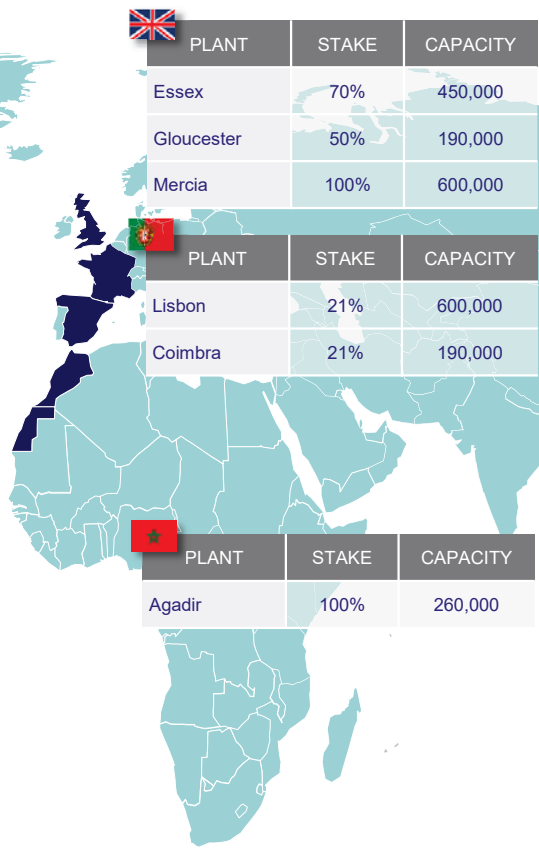 PLANT STAKE CAPACITY
Essex 70% 450,000
Gloucester 50% 190,000
Mercia 100% 600,000
PLANT STAKE CAPACITY
Lisbon 21% 600,000
Coimbra 21% 190,000
PLANT STAKE CAPACITY
Agadir 100% 260,000